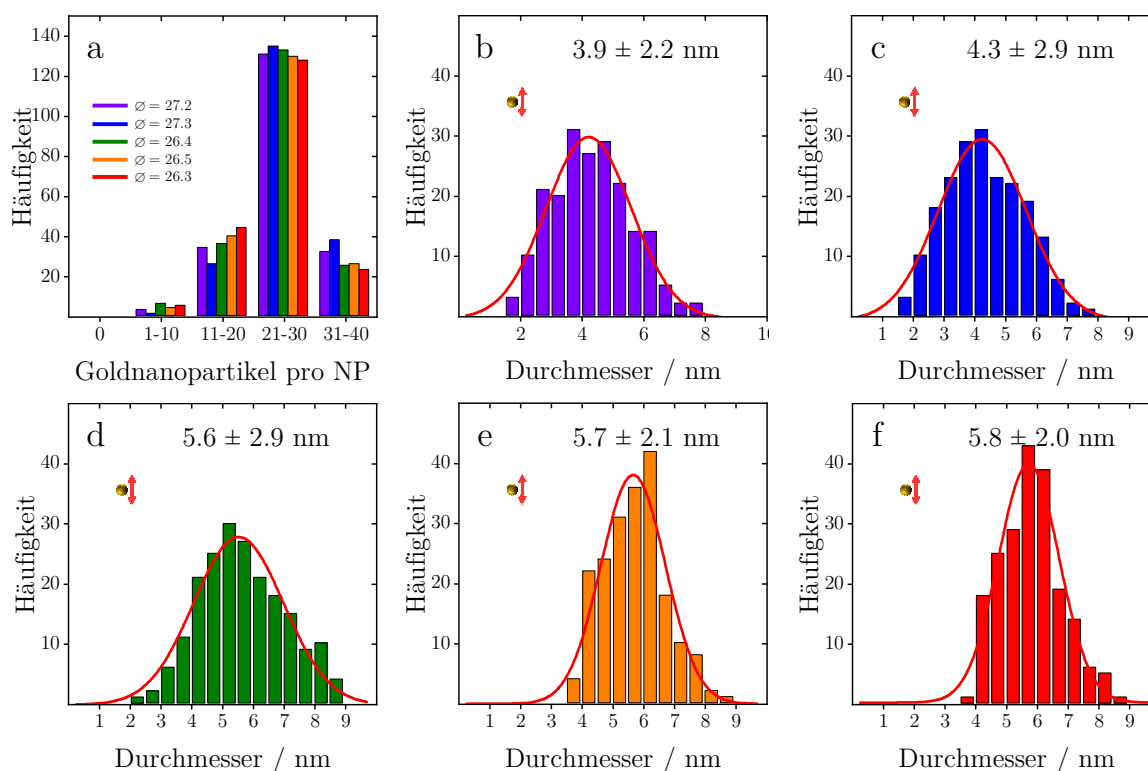 a
140
120
100
80
60
40
20
Häufigkeit
∅ = 27.2
∅ = 27.3
∅ = 26.4
∅ = 26.5
∅ = 26.3
0 1-10 11-20 21-30 31-40
Goldnanopartikel pro NP
b
3.9 ± 2.2 nm
40
30
20
10
Häufigkeit
2 4 6 8 10
Durchmesser / nm
c
4.3 ± 2.9 nm
40
30
20
10
Häufigkeit
1 2 3 4 5 6 7 8 9
Durchmesser / nm
d
5.6 ± 2.9 nm
40
30
20
10
Häufigkeit
1 2 3 4 5 6 7 8 9
Durchmesser / nm
e
5.7 ± 2.1 nm
40
30
20
10
Häufigkeit
1 2 3 4 5 6 7 8 9
Durchmesser / nm
f
5.8 ± 2.0 nm
40
30
20
10
Häufigkeit
1 2 3 4 5 6 7 8 9
Durchmesser / nm